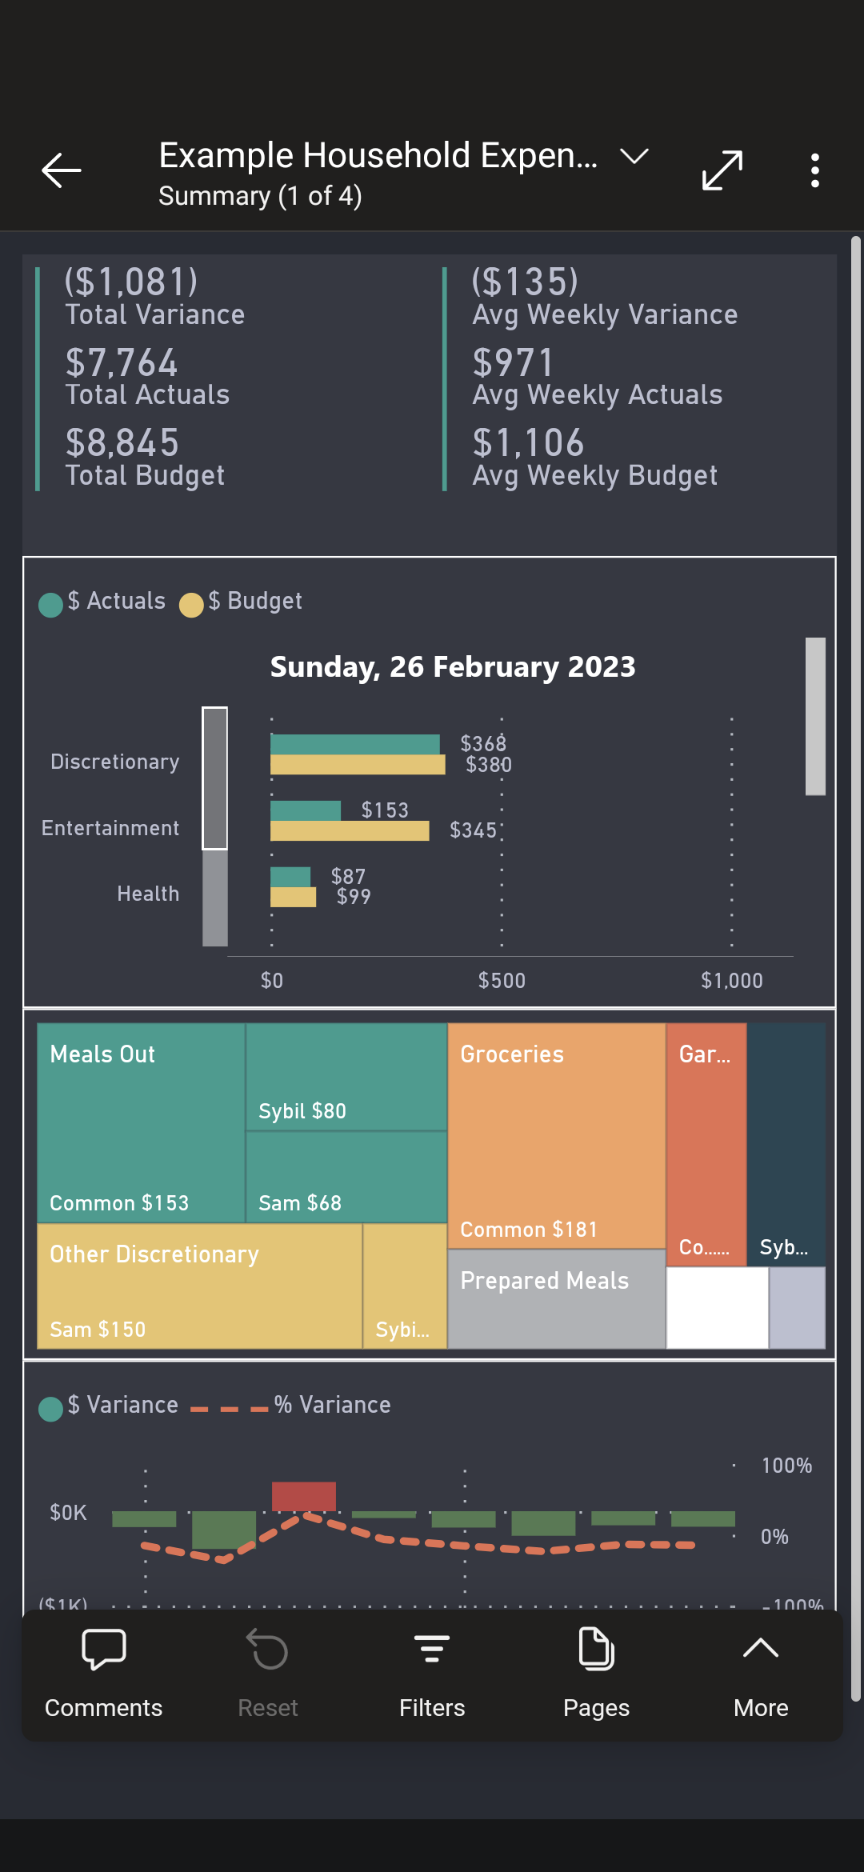 Example Household Expen...
Summary (1 of 4)
($1,081)
Total Variance
$7,764
Total Actuals
$8,845
Total Budget
($135)
Avg Weekly Variance
$971
Avg Weekly Actuals
$1,106
Avg Weekly Budget
$ Actuals $ Budget
Sunday, 26 February 2023
Discretionary $368
$380
Entertainment $153
$345
Health $87
$99
$0 $500 $1,000
Meals Out
Common $153
Sybil $80
Sam $68
Other Discretionary
Sam $150
Sybi...
Groceries
Common $181
Prepared Meals
Gar...
Co......
Syb...
$ Variance % Variance
100%
$0K
0%
($1K) -100%
Comments Reset Filters Pages More